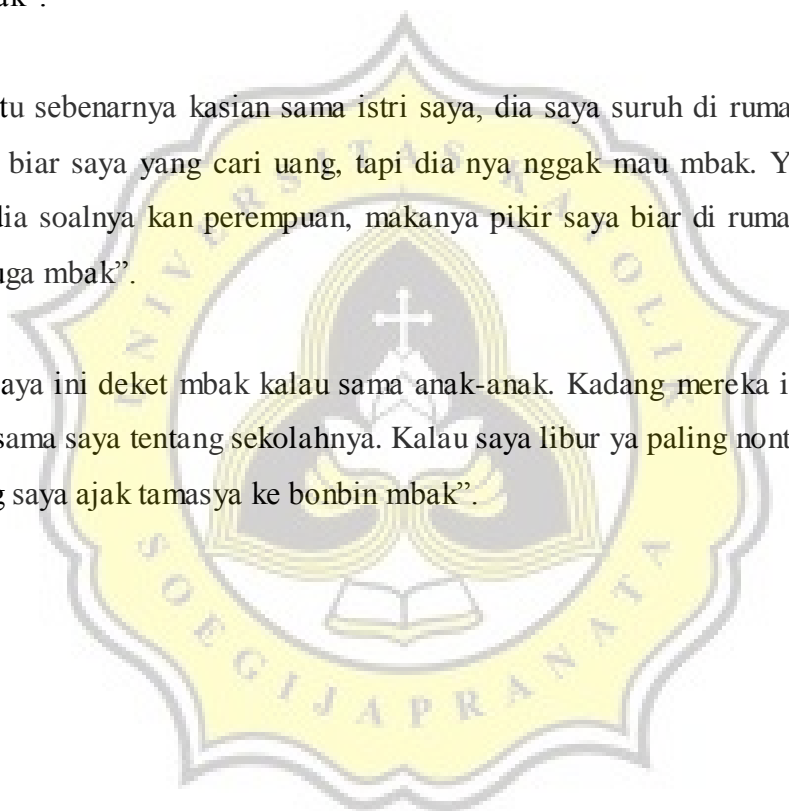 tu sebenarnya kasian sama istri saya, dia saya suruh di ruma
biar saya yang cari uang, tapi dia nya nggak mau mbak. Y
dia soalnya kan perempuan, makanya pikir saya biar di ruma
uga mbak”.
aya ini deket mbak kalau sama anak-anak. Kadang mereka i
sama saya tentang sekolahnya. Kalau saya libur ya paling nont
g saya ajak tamasya ke bonbin mbak”.
UNIVERSITAS KATOLIK
SOEGIJAPRANATA